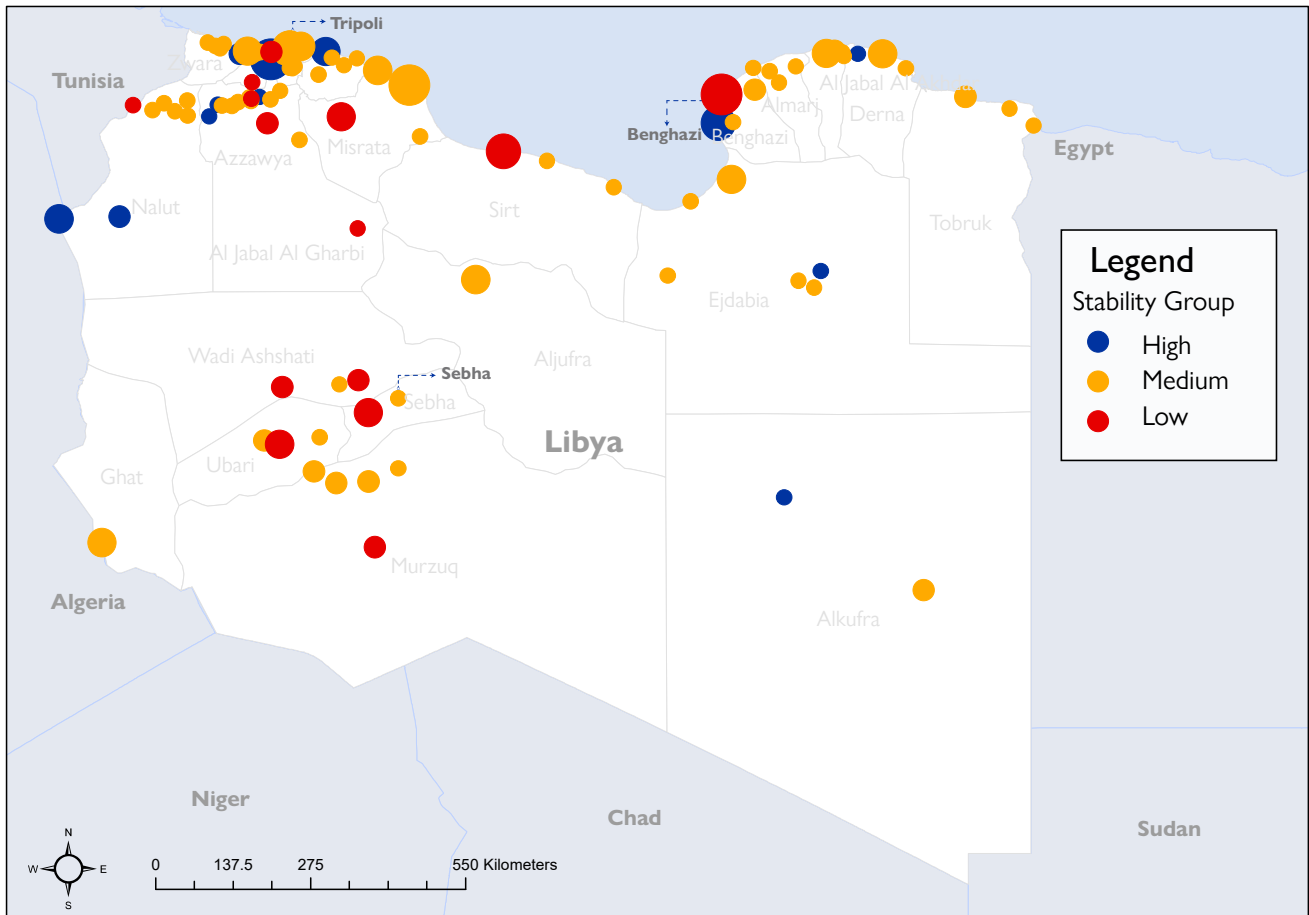 Tripoli
Zwara
Tunisia
Al Jabal Al
Almarj
Derna
Benghazi
Benghazi
Misrata
Azzawya
Egypt
Nalut
Sirt
Tobruk
Al Jabal Al Gharbi
Legend
Stability Group
High
Medium
Low
Ejdabia
Wadi Ashshati
Aljufra
Sebha
Sebha
Libya
Ubari
Ghat
Murzuq
Algeria
Alkufra
Niger
Chad
Sudan
N
W
E
S
0
137.5
275
550 Kilometers